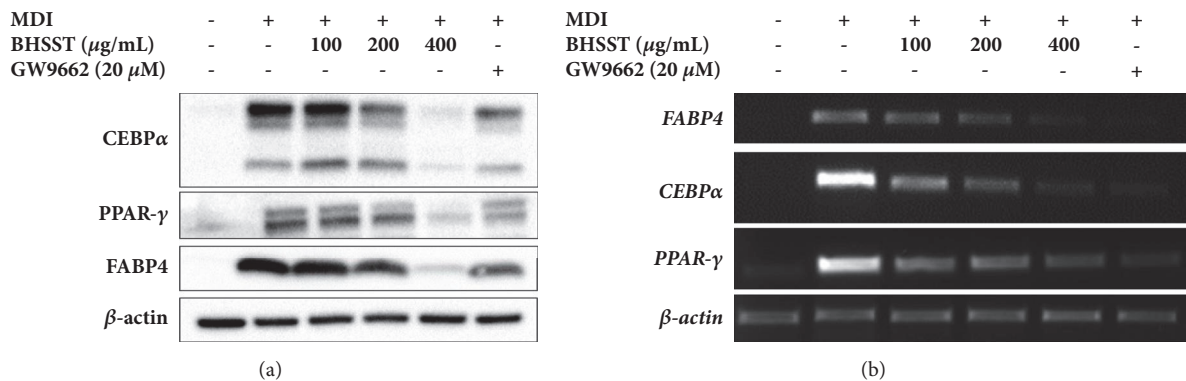 MDI - + + + + +
BHSST (μg/mL) - - 100 200 400 -
GW9662 (20 μM) - - - - - +
CEBPα
PPAR-γ
FABP4
β-actin
(a)
MDI - + + + + +
BHSST (μg/mL) - - 100 200 400 -
GW9662 (20 μM) - - - - - +
FABP4
CEBPα
PPAR-γ
β-actin
(b)